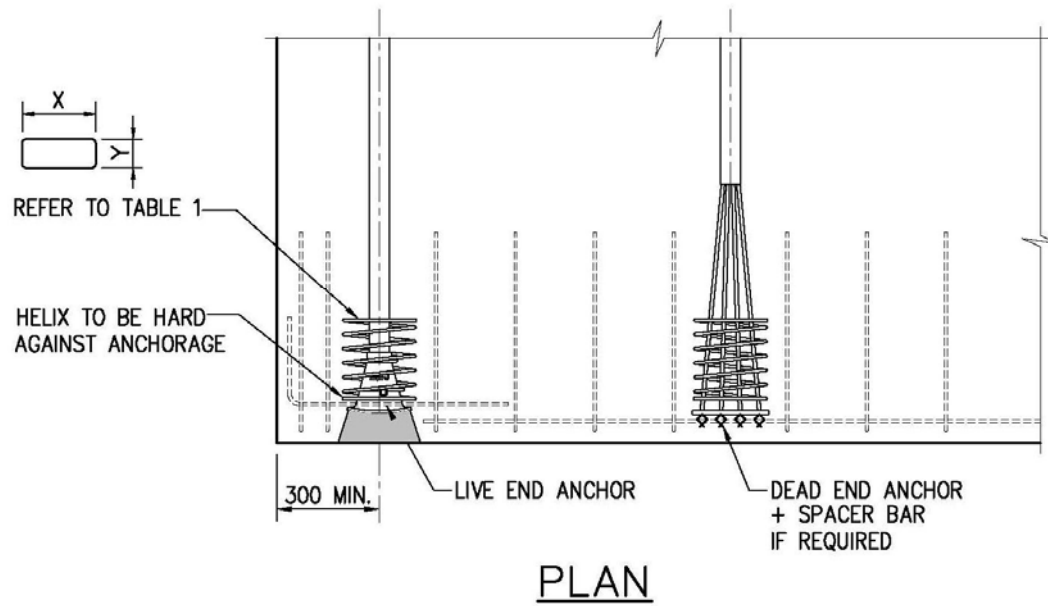 X
Y
REFER TO TABLE 1
HELIX TO BE HARD
AGAINST ANCHORAGE
300 MIN.
LIVE END ANCHOR
DEAD END ANCHOR
+ SPACER BAR
IF REQUIRED
PLAN